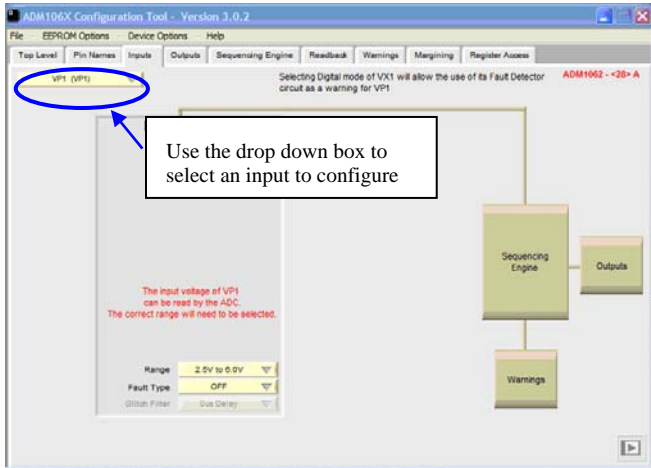 ADM106X Configuration Tool - Version 3.0.2
File EEPROM Options Device Options Help
Top Level Pin Names Inputs Outputs Sequencing Engine Readback Warnings Margining Register Access
VP1 (VP1)
Selecting Digital mode of VX1 will allow the use of its Fault Detector
circuit as a warning for VP1
ADM1062 - <28> A
Use the drop down box to
select an input to configure
The input voltage of VP1
can be read by the ADC.
The correct range will need to be selected.
Sequencing
Engine
Outputs
Range 2.5V to 6.0V
Fault Type OFF
Glitch Filter 0us Delay
Warnings